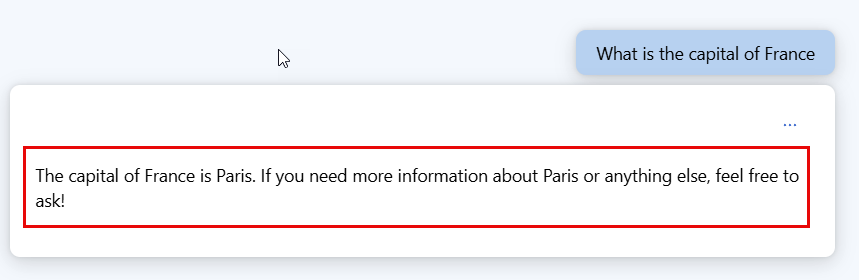 What is the capital of France
...
The capital of France is Paris. If you need more information about Paris or anything else, feel free to
ask!